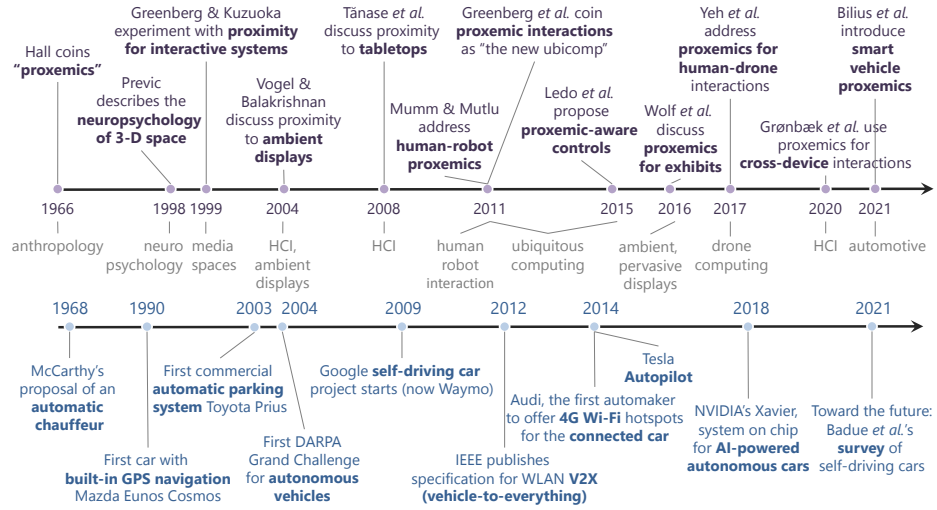 Hall coins
“proxemics”
Previc
describes the
neuropsychology
of 3-D space
Greenberg & Kuzuoka
experiment with proximity
for interactive systems
Vogel &
Balakrishnan
discuss proximity
to ambient
displays
Tănase et al.
discuss proximity
to tabletops
Mumm & Mutlu
address
human-robot
proxemics
Greenberg et al. coin
proxemic interactions
as “the new ubicomp”
Ledo et al.
propose
proxemic-aware
controls
Wolf et al.
discuss
proxemics
for exhibits
Yeh et al.
address
proxemics for
human-drone
interactions
Grønbæk et al. use
proxemics for
cross-device interactions
Bilius et al.
introduce
smart
vehicle
proxemics
1966 1998 1999 2004 2008 2011 2015 2016 2017 2020 2021
anthropology
neuro
psychology
media
spaces
HCI,
ambient
displays
HCI
human
robot
interaction
ubiquitous
computing
ambient,
pervasive
displays
drone
computing
HCI
automotive
1968 1990 2003 2004 2009 2012 2014 2018 2021
McCarthy’s
proposal of an
automatic
chauffeur
First car with
built-in GPS navigation
Mazda Eunos Cosmos
First commercial
automatic parking
system Toyota Prius
First DARPA
Grand Challenge
for autonomous
vehicles
Google self-driving car
project starts (now Waymo)
IEEE publishes
specification for WLAN V2X
(vehicle-to-everything)
Tesla
Autopilot
Audi, the first automaker
to offer 4G Wi-Fi hotspots
for the connected car
NVIDIA’s Xavier,
system on chip
for AI-powered
autonomous cars
Toward the future:
Badue et al.’s
survey of
self-driving cars